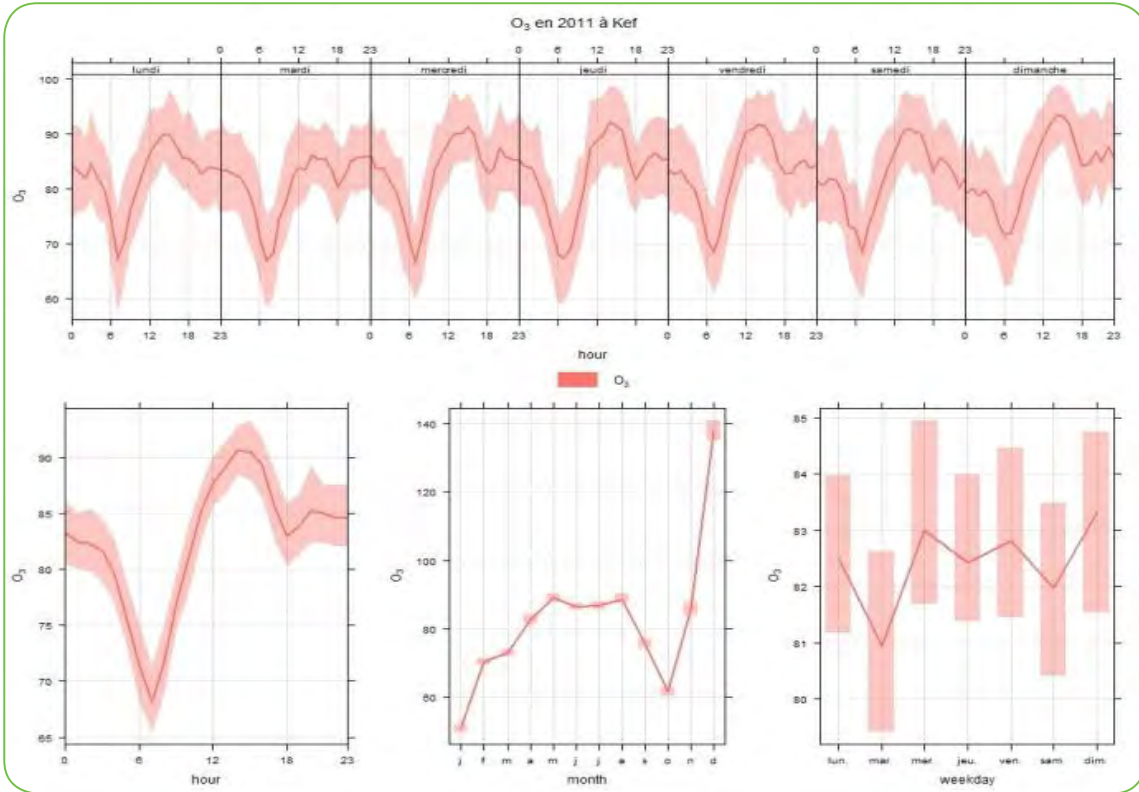 O₃ en 2011 à Kef
0 6 12 18 23 0 6 12 18 23 0 6 12 18 23
lundi mardi mercredi jeudi vendredi samedi dimanche
100
90
80
70
60
O₃
0 6 12 18 23 0 6 12 18 23 0 6 12 18 23 0 6 12 18 23
hour
O₃
90
85
80
75
70
65
O₃
0 6 12 18 23
hour
140
120
100
80
60
O₃
j f m a m j j a s o n d
month
85
84
83
82
81
80
O₃
lun. mar. mer. jeu. ven. sam. dim.
weekday